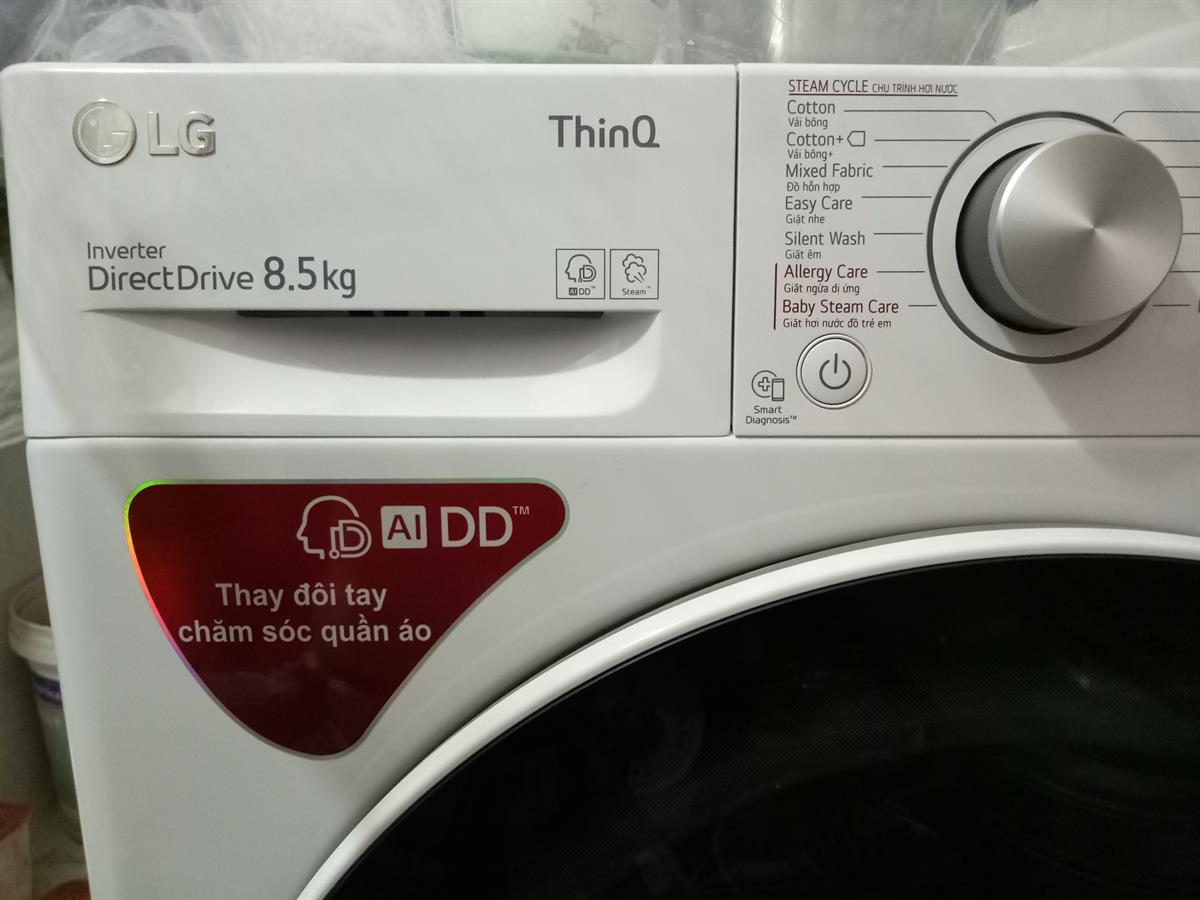 LG
ThinQ
Inverter
DirectDrive 8.5kg
AI DD™
Steam™
STEAM CYCLE CHU TRÌNH HƠI NƯỚC
Cotton
Vải bông
Cotton+
Vải bông+
Mixed Fabric
Đồ hỗn hợp
Easy Care
Giặt nhẹ
Silent Wash
Giặt êm
Allergy Care
Giặt ngừa dị ứng
Baby Steam Care
Giặt hơi nước đồ trẻ em
Smart
Diagnosis™
AI DD™
Thay đôi tay
chăm sóc quần áo